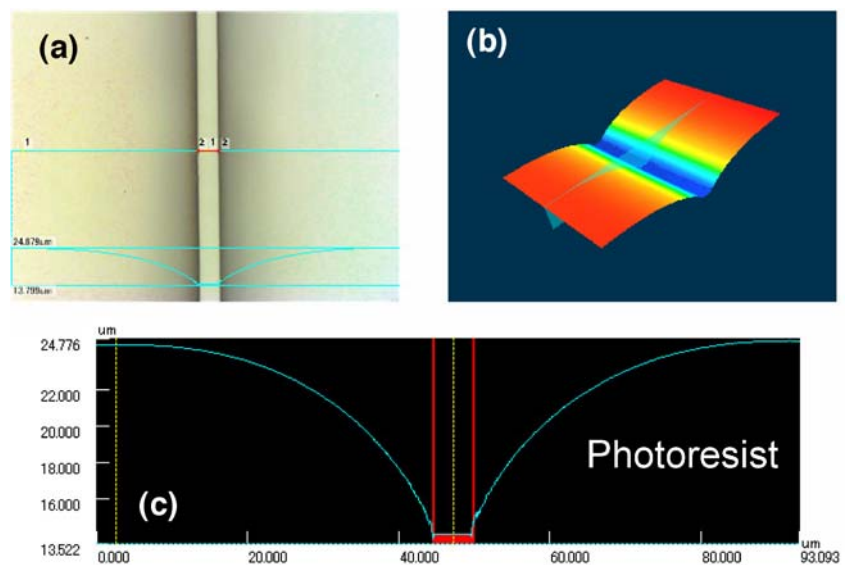 (a)
1
2 1 2
24.879um
13.799um
(b)
um
24.776
22.000
20.000
18.000
16.000
13.522
(c)
Photoresist
0.000 20.000 40.000 60.000 80.000 93.093
um